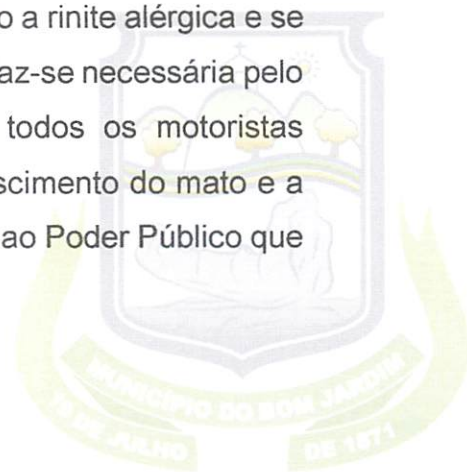 o a rinite alérgica e se
az-se necessária pelo
todos os motoristas
scimento do mato e a
ao Poder Público que
MUNICÍPIO DO BOM JARDIM
19 DE JULHO
DE 1871